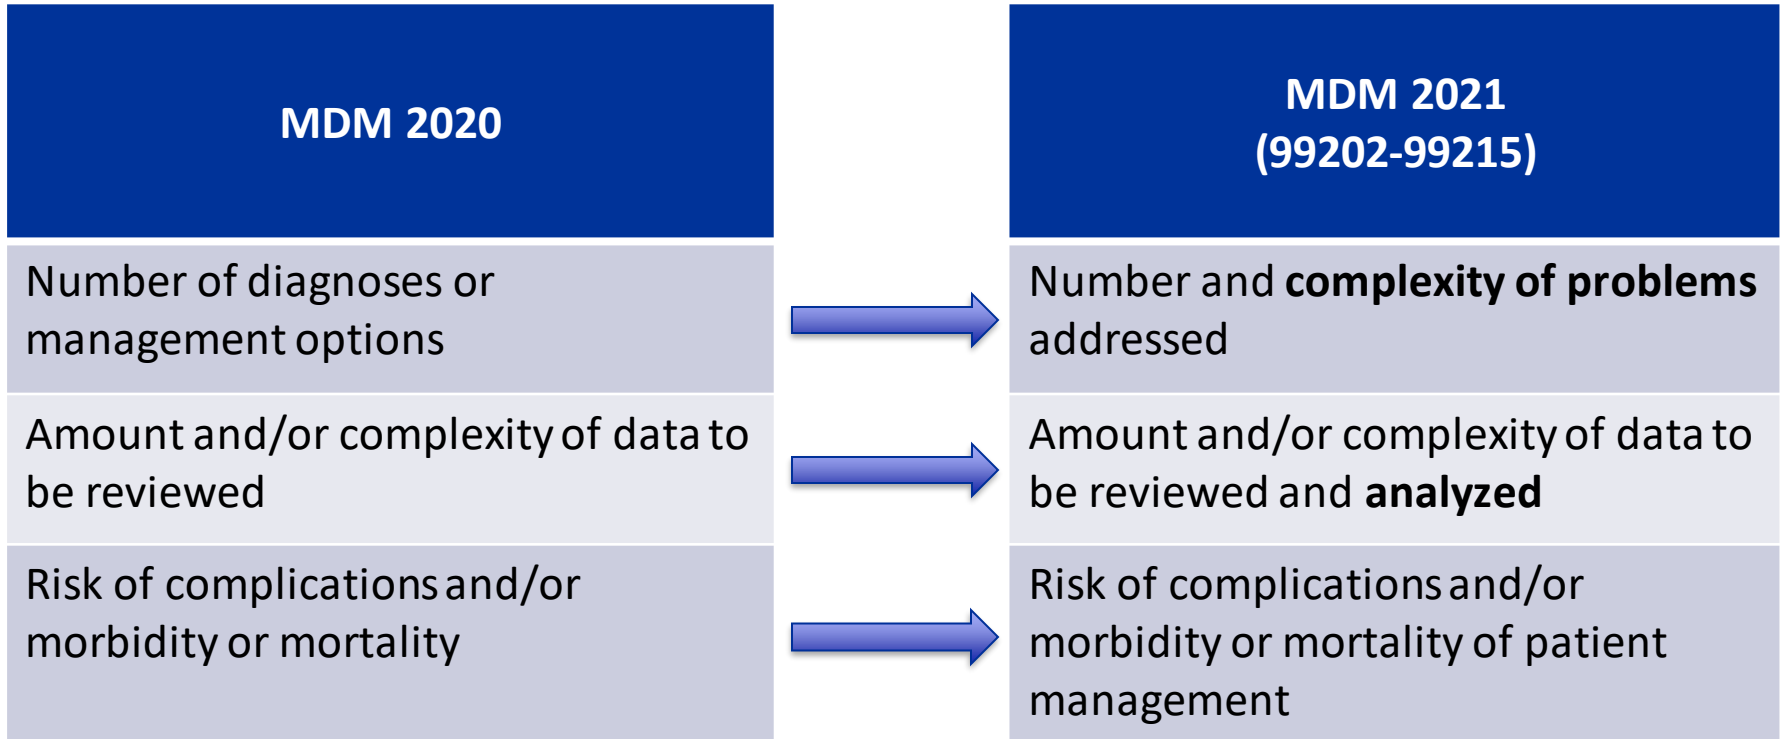 MDM 2020
MDM 2021
(99202-99215)
Number of diagnoses or
management options
Number and complexity of problems
addressed
Amount and/or complexity of data to
be reviewed
Amount and/or complexity of data to
be reviewed and analyzed
Risk of complications and/or
morbidity or mortality
Risk of complications and/or
morbidity or mortality of patient
management